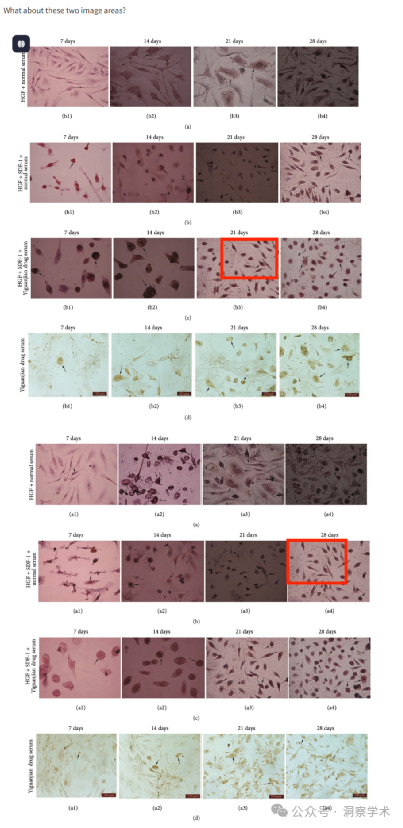 What about these two image areas?
7 days 14 days 21 days 28 days
HGF + normal serum
(b1) (b2) (b3) (b4)
(a)
7 days 14 days 21 days 28 days
HGF + SDF-1 +
normal serum
(b1) (b2) (b3) (b4)
(b)
7 days 14 days 21 days 28 days
HGF + SDF-1 +
Yiguanjian drug serum
(b1) (b2) (b3) (b4)
(c)
7 days 14 days 21 days 28 days
Yiguanjian drug serum
(b1) (b2) (b3) (b4)
(d)
7 days 14 days 21 days 28 days
HGF + normal serum
(a1) (a2) (a3) (a4)
(a)
7 days 14 days 21 days 28 days
HGF + SDF-1 +
normal serum
(a1) (a2) (a3) (a4)
(b)
7 days 14 days 21 days 28 days
HGF + SDF-1 +
Yiguanjian drug serum
(a1) (a2) (a3) (a4)
(c)
7 days 14 days 21 days 28 days
Yiguanjian drug serum
(a1) (a2) (a3)
(d)
公众号 · 洞察学术